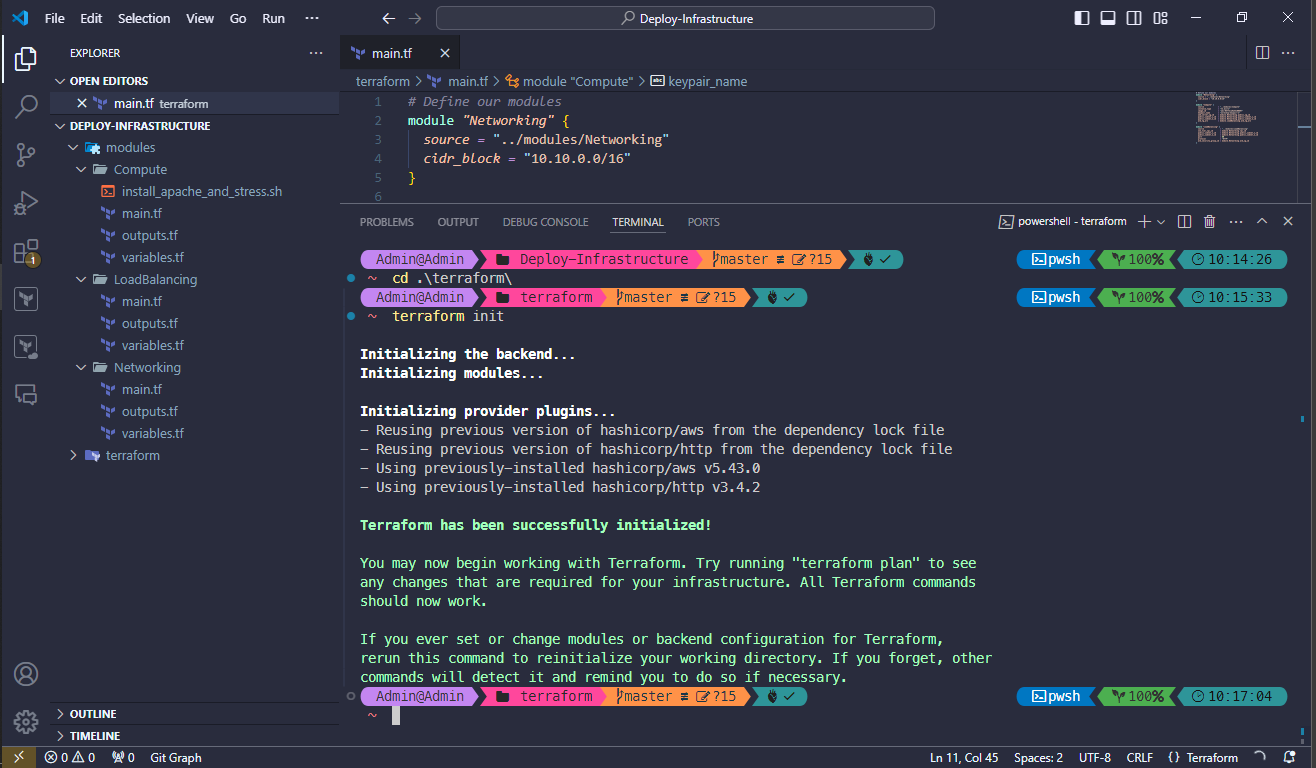 File Edit Selection View Go Run ···
Deploy-Infrastructure
EXPLORER
OPEN EDITORS
main.tf terraform
DEPLOY-INFRASTRUCTURE
modules
Compute
install_apache_and_stress.sh
main.tf
outputs.tf
variables.tf
LoadBalancing
main.tf
outputs.tf
variables.tf
Networking
main.tf
outputs.tf
variables.tf
terraform
OUTLINE
TIMELINE
1
main.tf
terraform > main.tf > module "Compute" > keypair_name
1 # Define our modules
2 module "Networking" {
3 source = "../modules/Networking"
4 cidr_block = "10.10.0.0/16"
5 }
6
PROBLEMS OUTPUT DEBUG CONSOLE TERMINAL PORTS
powershell - terraform
Admin@Admin Deploy-Infrastructure master ≢ ?15 ✓ pwsh 100% 10:14:26
~ cd .\terraform\
Admin@Admin terraform master ≢ ?15 ✓ pwsh 100% 10:15:33
~ terraform init
Initializing the backend...
Initializing modules...
Initializing provider plugins...
- Reusing previous version of hashicorp/aws from the dependency lock file
- Reusing previous version of hashicorp/http from the dependency lock file
- Using previously-installed hashicorp/aws v5.43.0
- Using previously-installed hashicorp/http v3.4.2
Terraform has been successfully initialized!
You may now begin working with Terraform. Try running "terraform plan" to see
any changes that are required for your infrastructure. All Terraform commands
should now work.
If you ever set or change modules or backend configuration for Terraform,
rerun this command to reinitialize your working directory. If you forget, other
commands will detect it and remind you to do so if necessary.
Admin@Admin terraform master ≢ ?15 ✓ pwsh 100% 10:17:04
~
0 0 0 Git Graph Ln 11, Col 45 Spaces: 2 UTF-8 CRLF {} Terraform